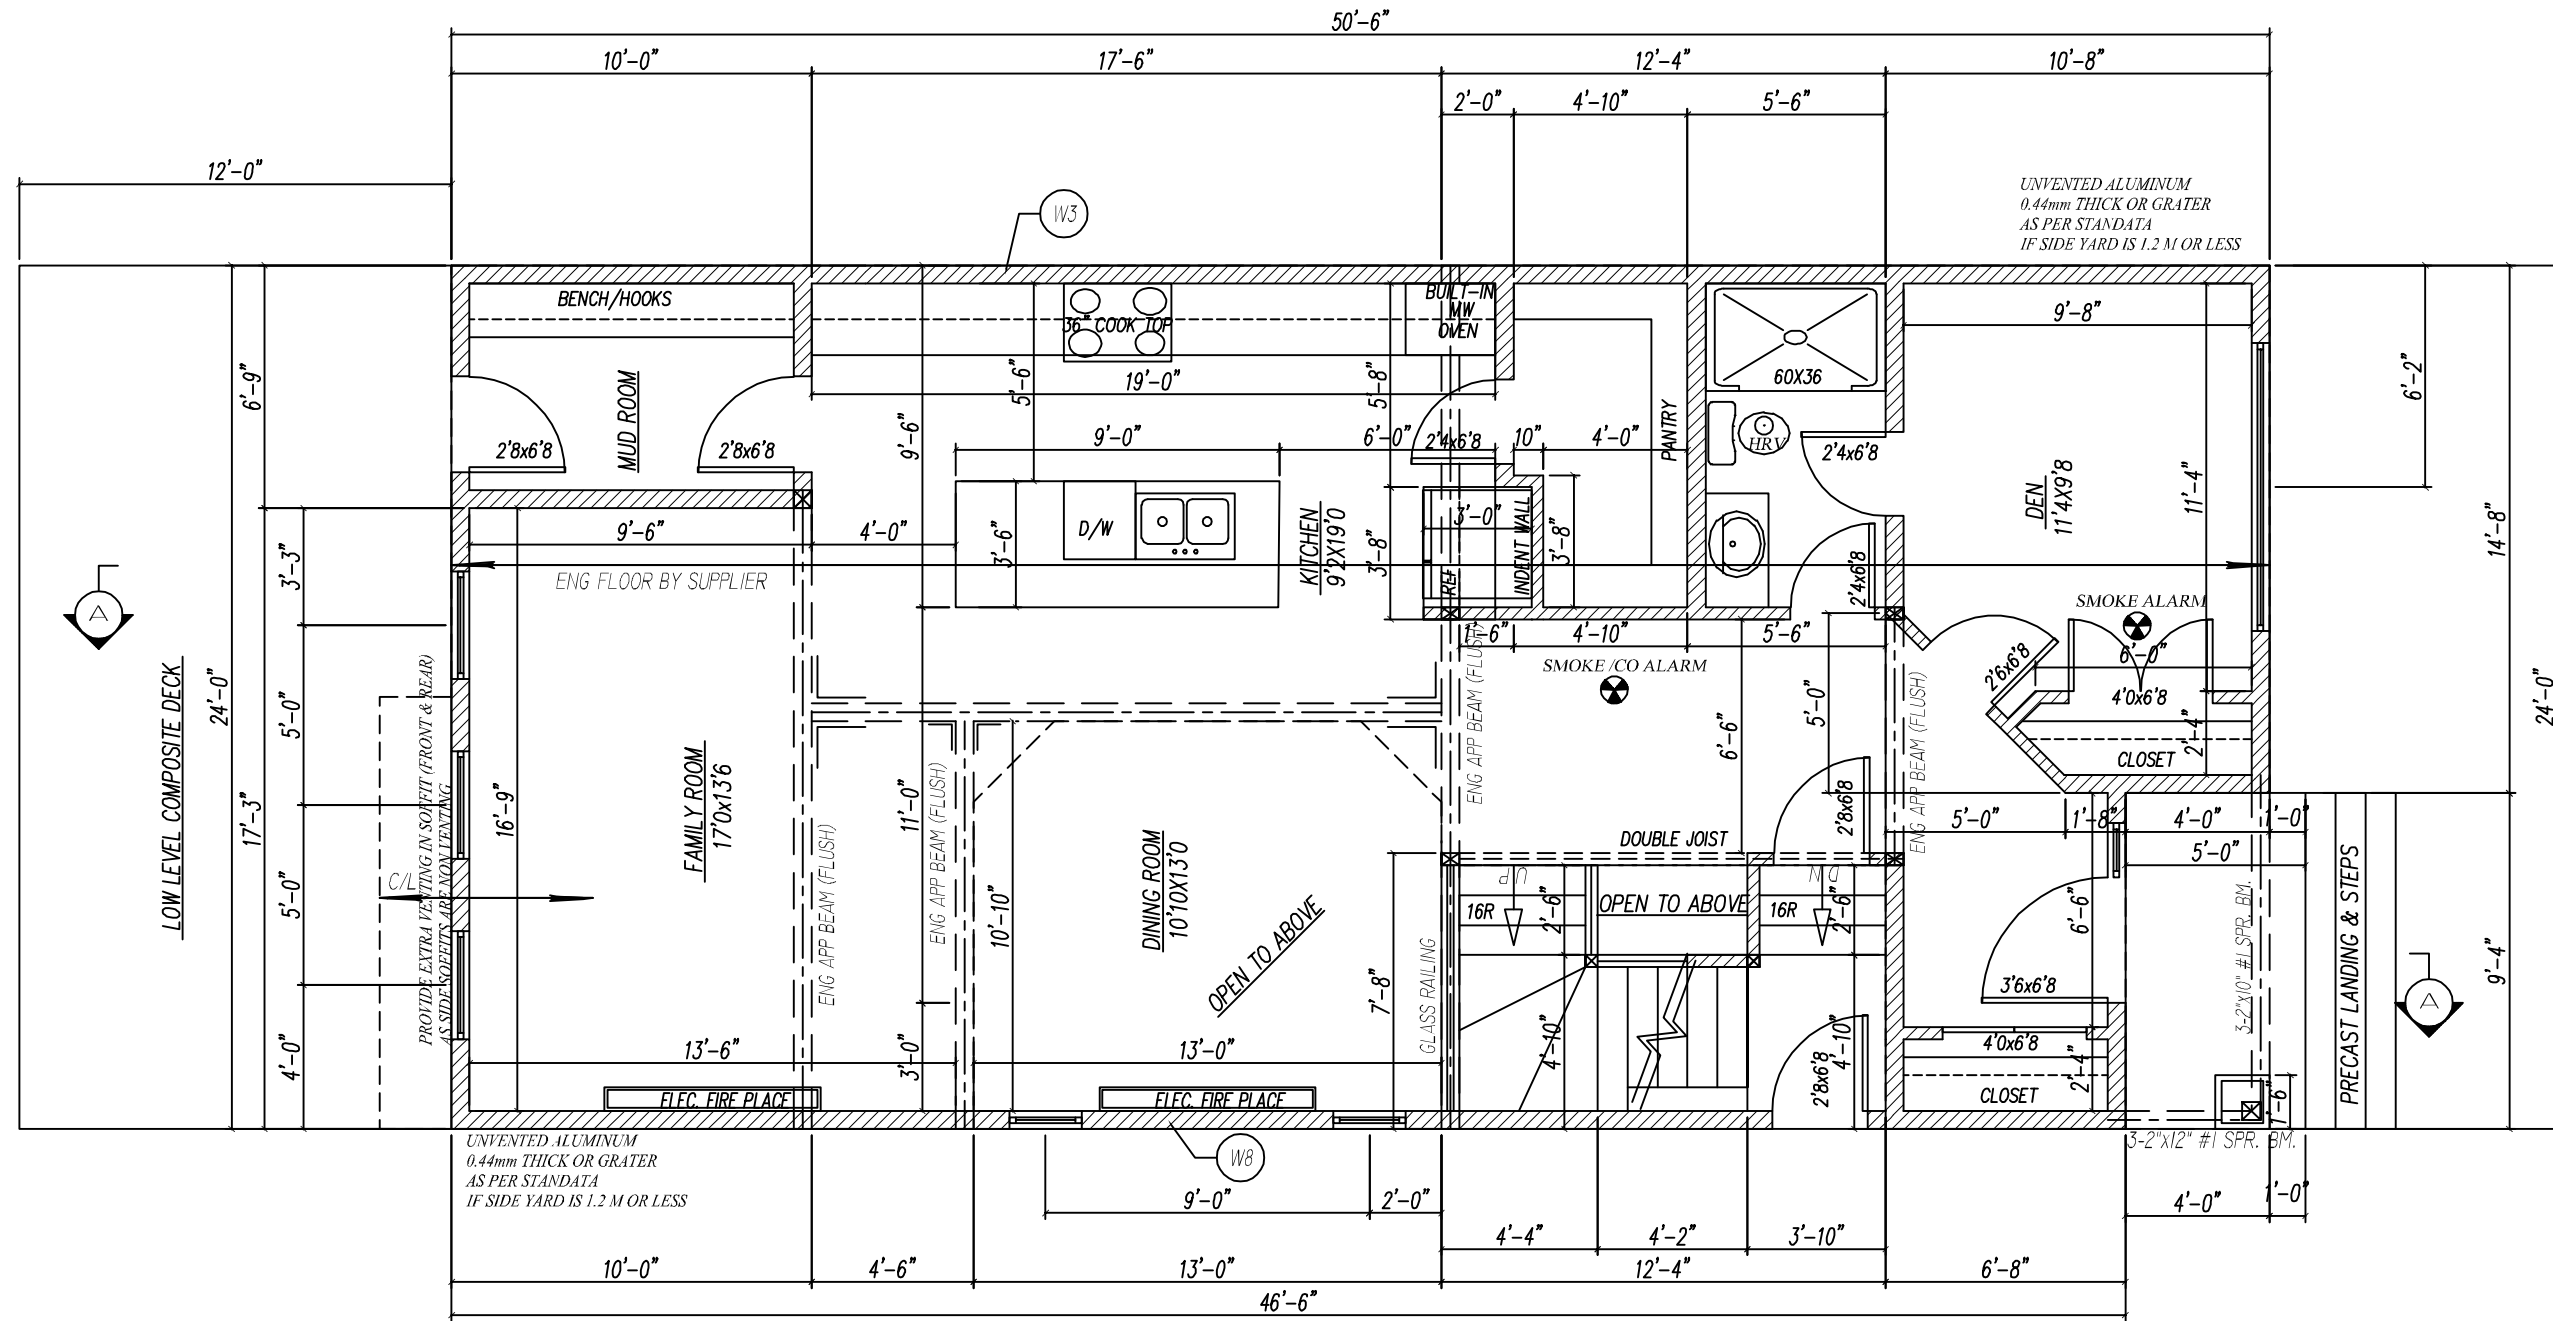 50'-6"
10'-0"
17'-6"
12'-4"
10'-8"
2'-0"
4'-10"
5'-6"
12'-0"
W3
UNVENTED ALUMINUM
0.44mm THICK OR GRATER
AS PER STANDATA
IF SIDE YARD IS 1.2 M OR LESS
BENCH/HOOKS
36" COOK TOP
BUILT-IN
MW
OVEN
60X36
9'-8"
6'-2"
6'-9"
MUD ROOM
2'8x6'8
2'8x6'8
5'-6"
19'-0"
5'-8"
9'-6"
9'-0"
6'-0"
2'4x6'8
10"
4'-0"
PANTRY
HRV
2'4x6'8
DEN
11'4X9'8
11'-4"
14'-8"
9'-6"
4'-0"
3'-6"
D/W
KITCHEN
9'2X19'0
3'-8"
3'-0"
REF
INDENT WALL
3'-8"
2'4x6'8
3'-3"
ENG FLOOR BY SUPPLIER
A
SMOKE ALARM
1'-6"
4'-10"
5'-6"
SMOKE /CO ALARM
2'6x6'8
6'-0"
4'0x6'8
2'-4"
CLOSET
LOW LEVEL COMPOSITE DECK
24'-0"
17'-3"
5'-0"
5'-0"
4'-0"
PROVIDE EXTRA VENTING IN SOFFIT (FRONT & REAR)
AS SIDE SOFFITS ARE NON VENTING
C/L
16'-9"
FAMILY ROOM
17'0x13'6
ENG APP BEAM (FLUSH)
11'-0"
3'-0"
ENG APP BEAM (FLUSH)
10'-10"
DINING ROOM
10'10X13'0
OPEN TO ABOVE
ENG APP BEAM (FLUSH)
6'-6"
5'-0"
2'8x6'8
ENG APP BEAM (FLUSH)
DOUBLE JOIST
24'-0"
5'-0"
1'-8"
4'-0"
1'-0"
5'-0"
7'-8"
GLASS RAILING
UP
16R
2'-6"
OPEN TO ABOVE
DN
16R
2'-6"
4'-10"
4'-10"
2'8x6'8
6'-6"
3'6x6'8
4'0x6'8
2'-4"
CLOSET
3-2"x10" #1 SPR. BM.
PRECAST LANDING & STEPS
A
9'-4"
13'-6"
13'-0"
ELEC. FIRE PLACE
ELEC. FIRE PLACE
1'-6"
3-2"x12" #1 SPR. BM.
UNVENTED ALUMINUM
0.44mm THICK OR GRATER
AS PER STANDATA
IF SIDE YARD IS 1.2 M OR LESS
W8
9'-0"
2'-0"
4'-0"
1'-0"
4'-4"
4'-2"
3'-10"
10'-0"
4'-6"
13'-0"
12'-4"
6'-8"
46'-6"